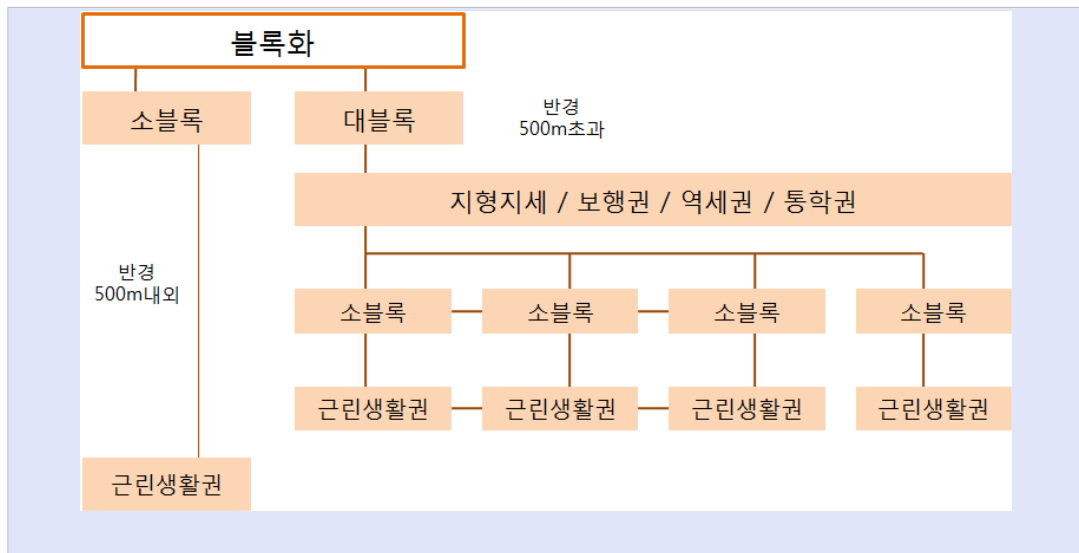 블록화
소블록
대블록
반경
500m초과
지형지세 / 보행권 / 역세권 / 통학권
반경
500m내외
소블록
소블록
소블록
소블록
근린생활권
근린생활권
근린생활권
근린생활권
근린생활권